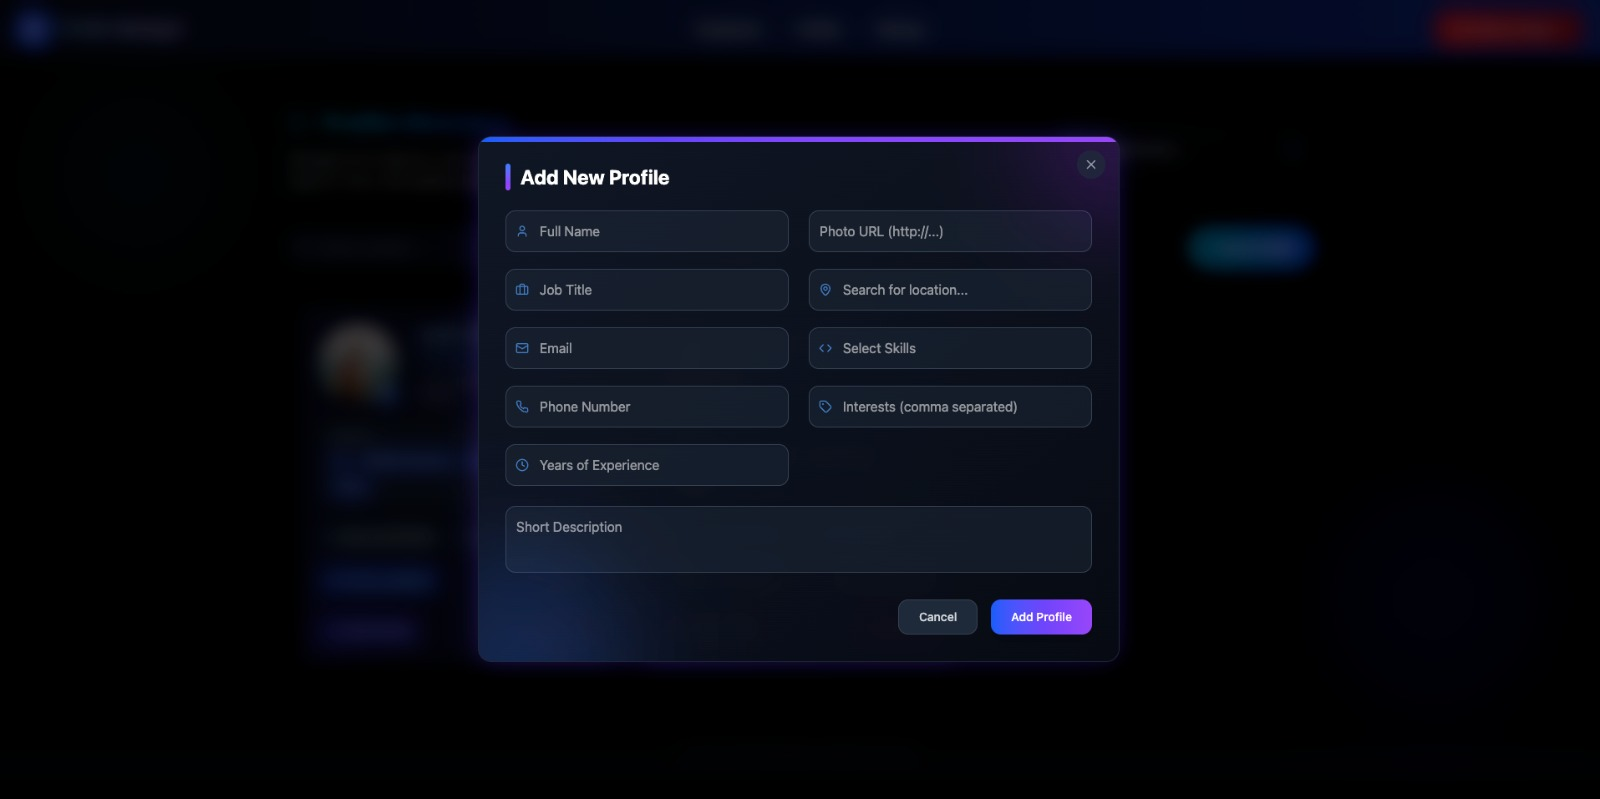 Add New Profile
Full Name
Photo URL (http://...)
Job Title
Search for location...
Email
Select Skills
Phone Number
Interests (comma separated)
Years of Experience
Short Description
Cancel
Add Profile